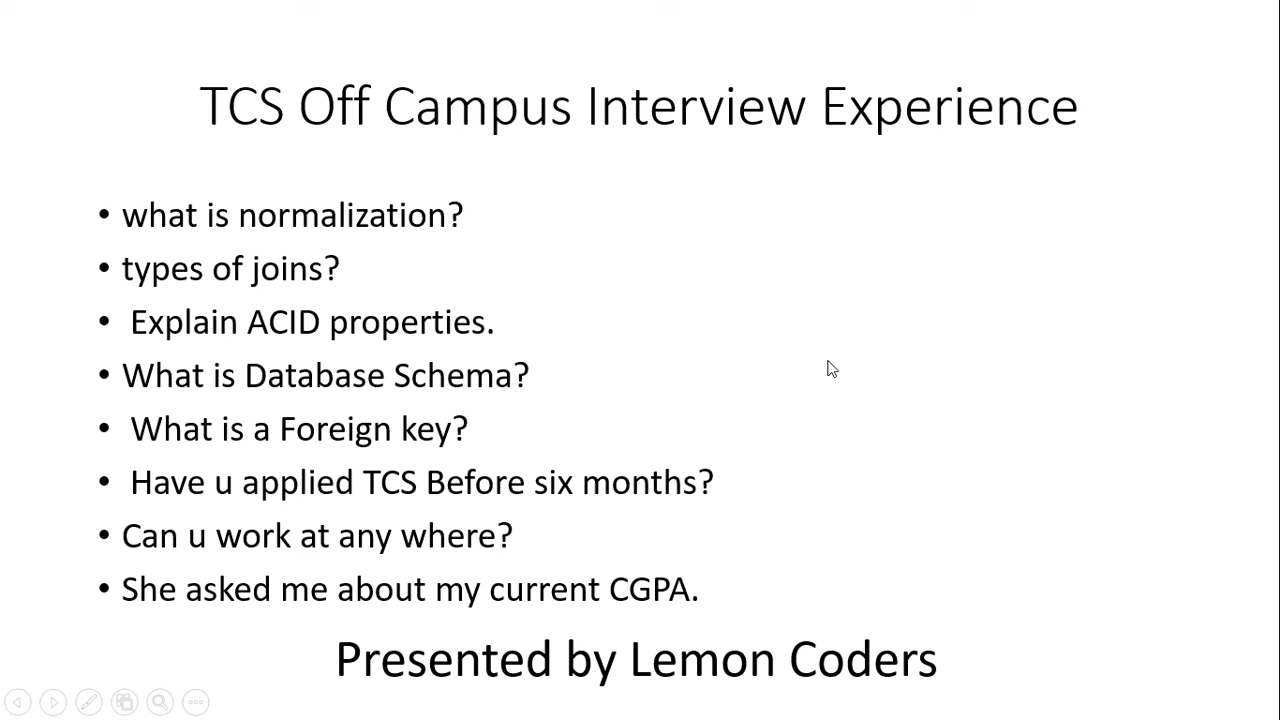 TCS Off Campus Interview Experience
• what is normalization?
• types of joins?
• Explain ACID properties.
• What is Database Schema?
• What is a Foreign key?
• Have u applied TCS Before six months?
• Can u work at any where?
• She asked me about my current CGPA.
Presented by Lemon Coders